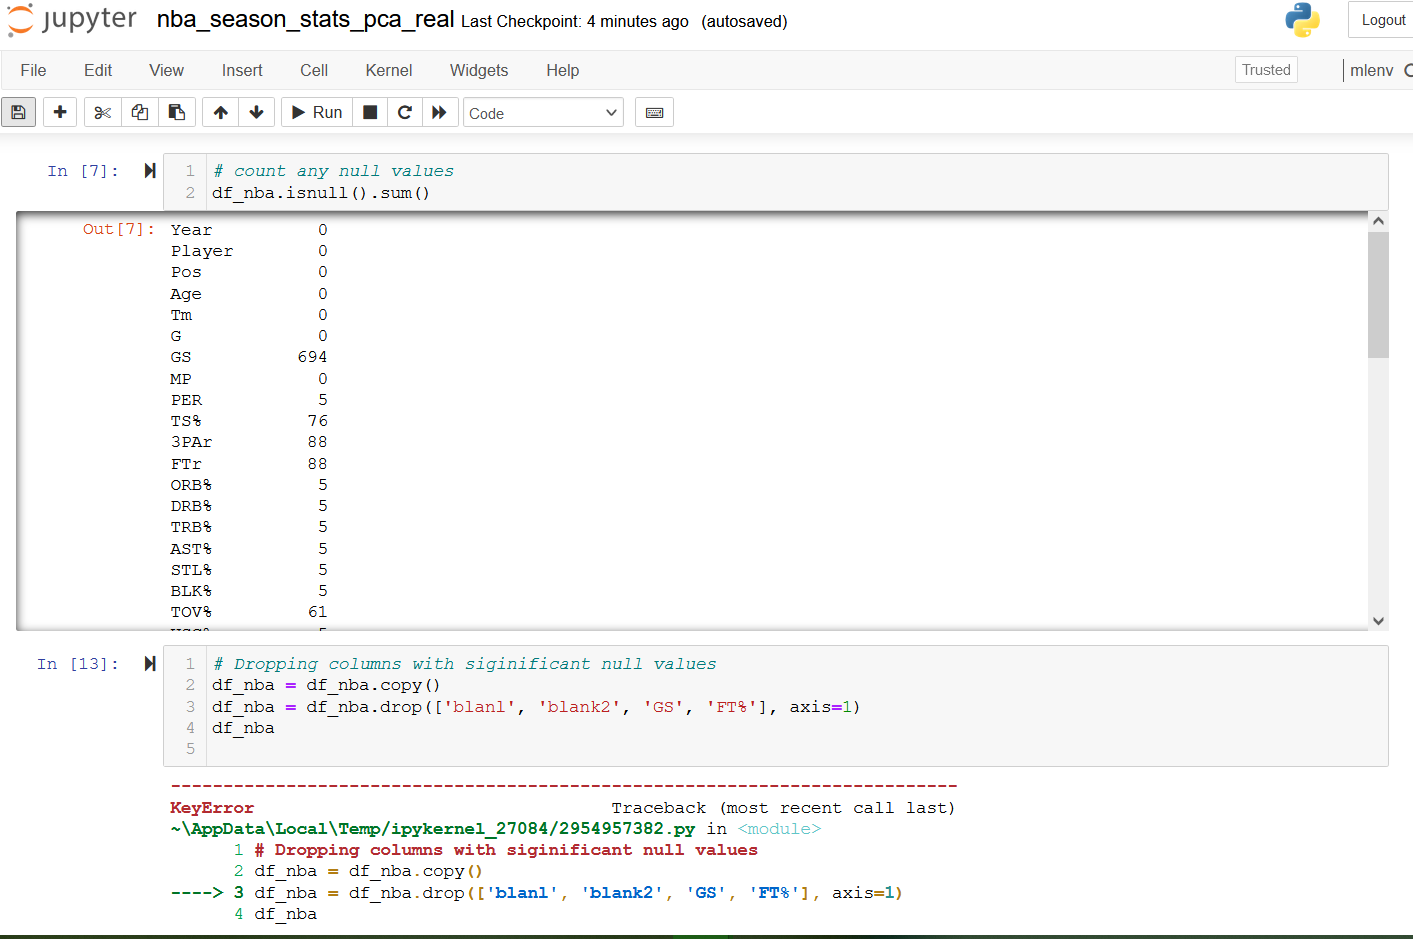 jupyter nba_season_stats_pca_real Last Checkpoint: 4 minutes ago (autosaved) Logout
File Edit View Insert Cell Kernel Widgets Help Trusted mlenv
Run Code
In [7]: 1 # count any null values
2 df_nba.isnull().sum()
Out[7]: Year 0
Player 0
Pos 0
Age 0
Tm 0
G 0
GS 694
MP 0
PER 5
TS% 76
3PAr 88
FTr 88
ORB% 5
DRB% 5
TRB% 5
AST% 5
STL% 5
BLK% 5
TOV% 61
In [13]: 1 # Dropping columns with siginificant null values
2 df_nba = df_nba.copy()
3 df_nba = df_nba.drop(['blanl', 'blank2', 'GS', 'FT%'], axis=1)
4 df_nba
5
---------------------------------------------------------------------------
KeyError Traceback (most recent call last)
~\AppData\Local\Temp/ipykernel_27084/2954957382.py in <module>
1 # Dropping columns with siginificant null values
2 df_nba = df_nba.copy()
----> 3 df_nba = df_nba.drop(['blanl', 'blank2', 'GS', 'FT%'], axis=1)
4 df_nba